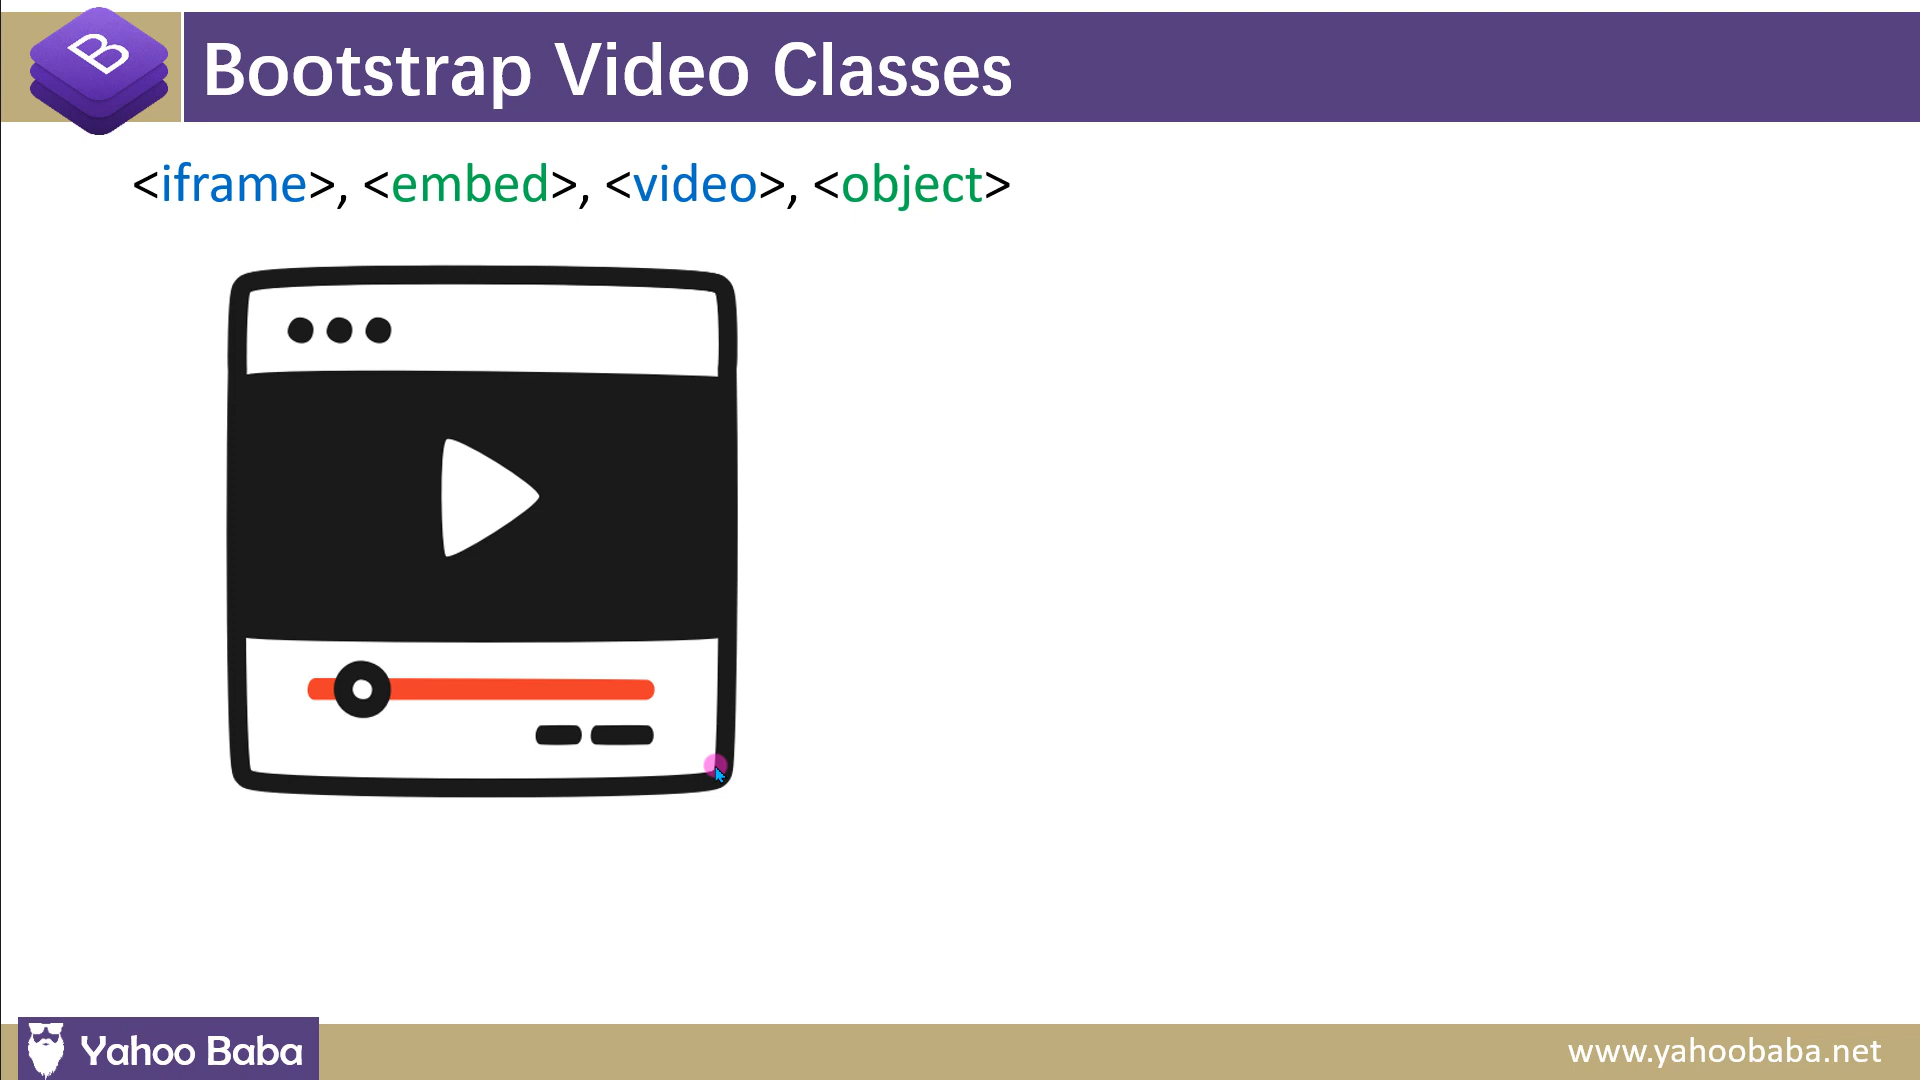 B
Bootstrap Video Classes
<iframe>, <embed>, <video>, <object>
Yahoo Baba
www.yahoobaba.net